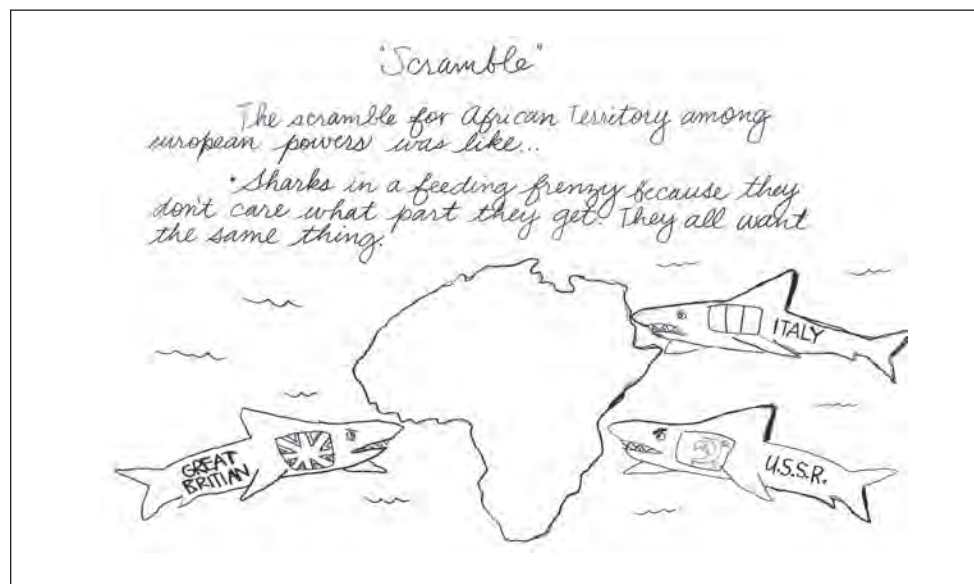 "Scramble"
The scramble for African Territory among
european powers was like...
• Sharks in a feeding frenzy because they
don't care what part they get. They all want
the same thing.
ITALY
GREAT
BRITIAN
U.S.S.R.